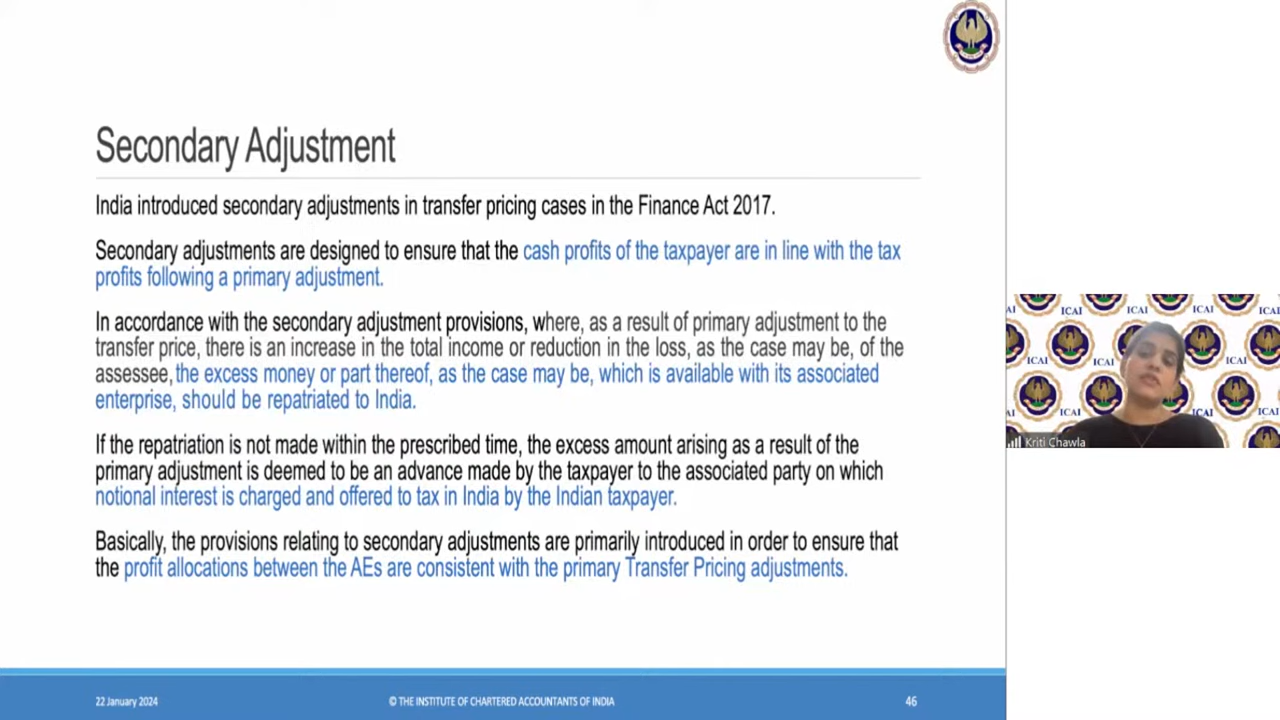 Secondary Adjustment
India introduced secondary adjustments in transfer pricing cases in the Finance Act 2017.
Secondary adjustments are designed to ensure that the cash profits of the taxpayer are in line with the tax
profits following a primary adjustment.
In accordance with the secondary adjustment provisions, where, as a result of primary adjustment to the
transfer price, there is an increase in the total income or reduction in the loss, as the case may be, of the
assessee, the excess money or part thereof, as the case may be, which is available with its associated
enterprise, should be repatriated to India.
If the repatriation is not made within the prescribed time, the excess amount arising as a result of the
primary adjustment is deemed to be an advance made by the taxpayer to the associated party on which
notional interest is charged and offered to tax in India by the Indian taxpayer.
Basically, the provisions relating to secondary adjustments are primarily introduced in order to ensure that
the profit allocations between the AEs are consistent with the primary Transfer Pricing adjustments.
22 January 2024
© THE INSTITUTE OF CHARTERED ACCOUNTANTS OF INDIA
46
ICAI ICAI ICAI
ICAI ICAI
ICAI ICAI ICAI
Kriti Chawla